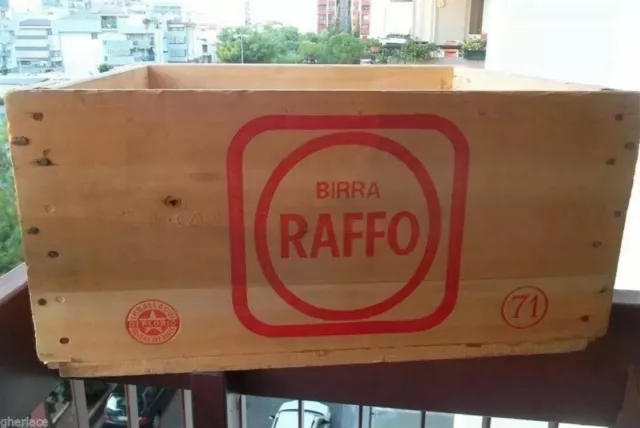 BIRRA
RAFFO
71
gherlace